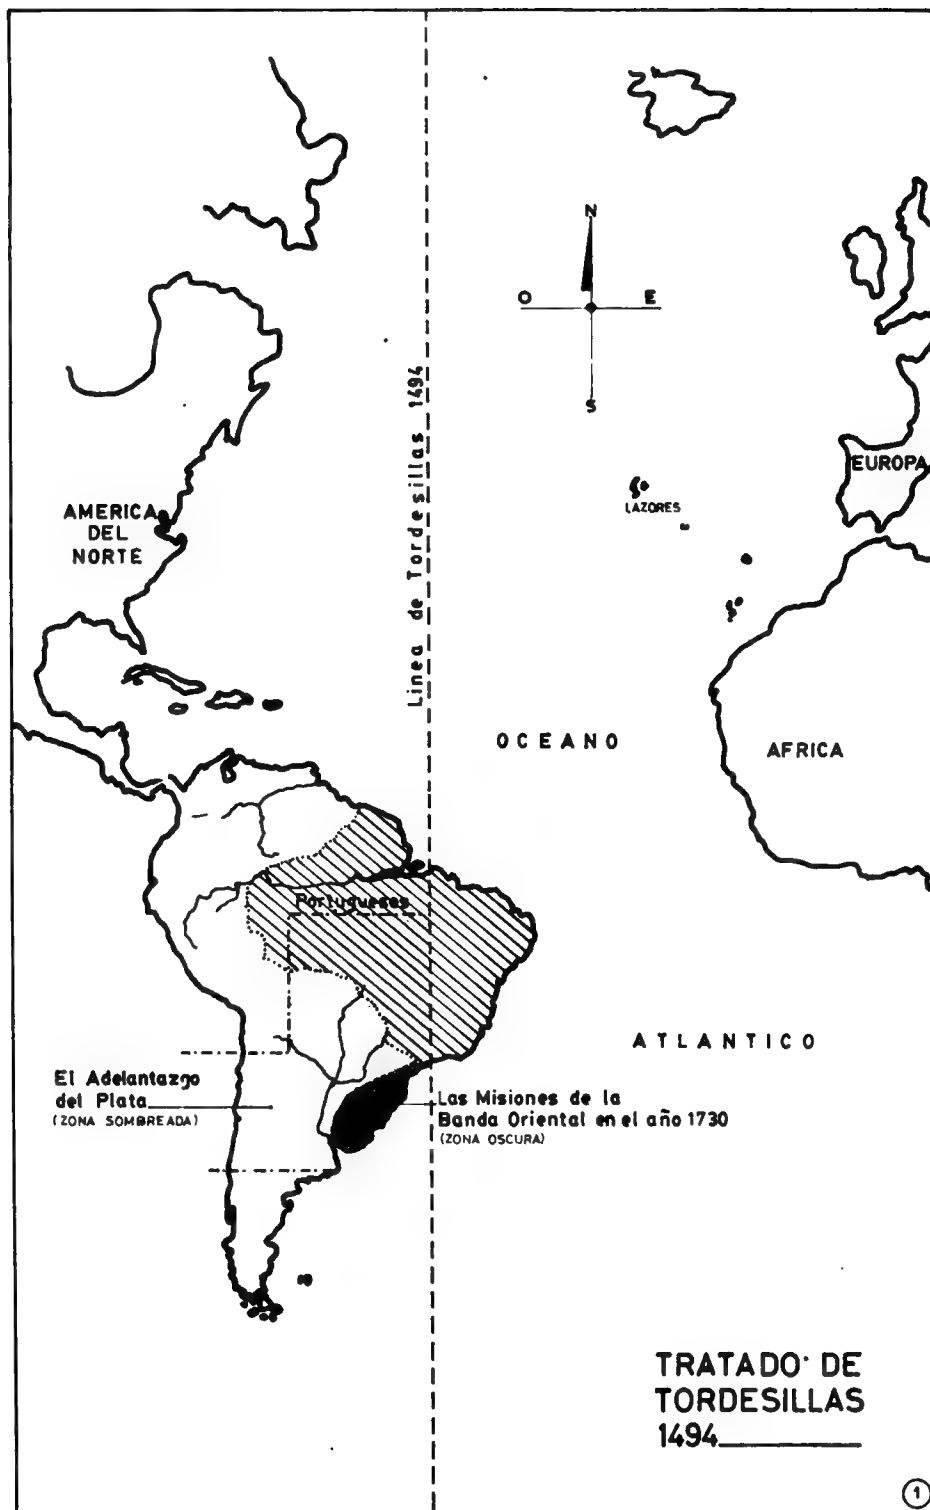 N
O E
S
Linea de Tordesillas 1494
EUROPA
LAZORES
AMERICA
DEL
NORTE
OCEANO
AFRICA
Portugueses
ATLANTICO
El Adelantazgo
del Plata
(ZONA SOMBREADA)
Las Misiones de la
Banda Oriental en el año 1730
(ZONA OSCURA)
TRATADO DE
TORDESILLAS
1494
1